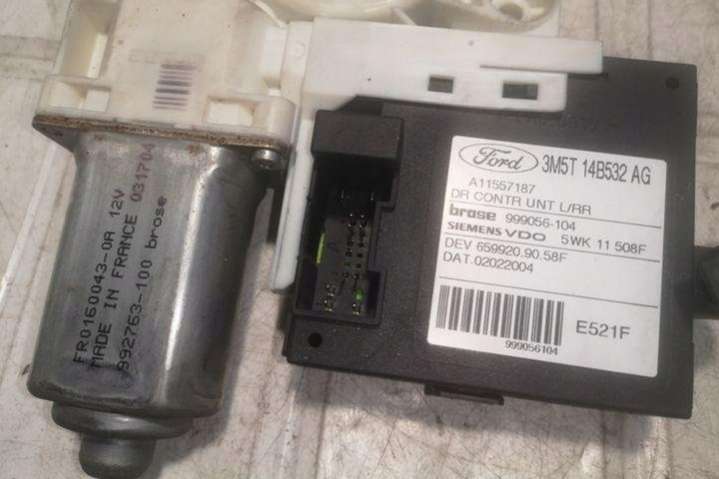 FR0160043-0A 12V
MADE IN FRANCE 031704
992763-100 brose
Ford 3M5T 14B532 AG
A11557187
DR CONTR UNT L/RR
brose 999056-104
SIEMENS VDO 5WK 11 508F
DEV 659920.90.58F
DAT.02022004
E521F
999056104